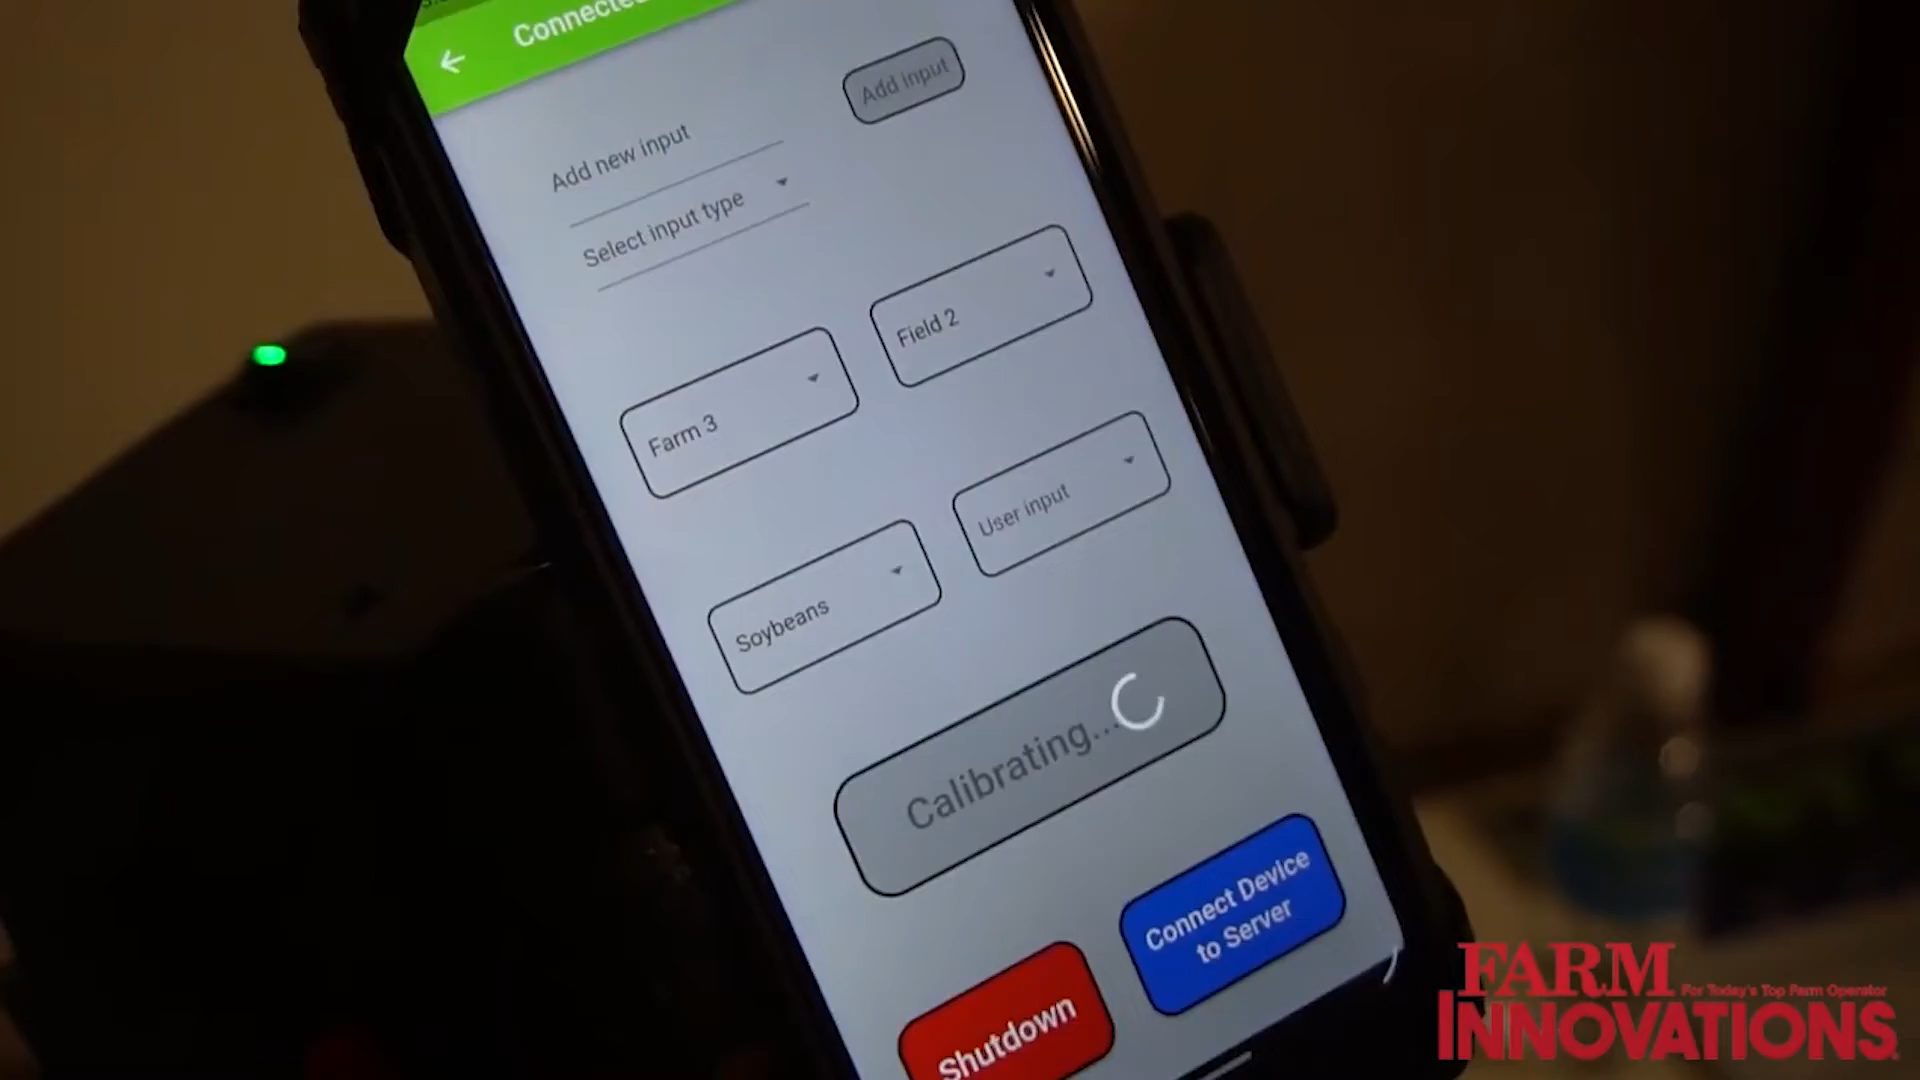 Connected
Add input
Add new input
Select input type
Field 2
Farm 3
User input
Soybeans
Calibrating...
Connect Device
to Server
Shutdown
FARM
For Today's Top Farm Operator
INNOVATIONS